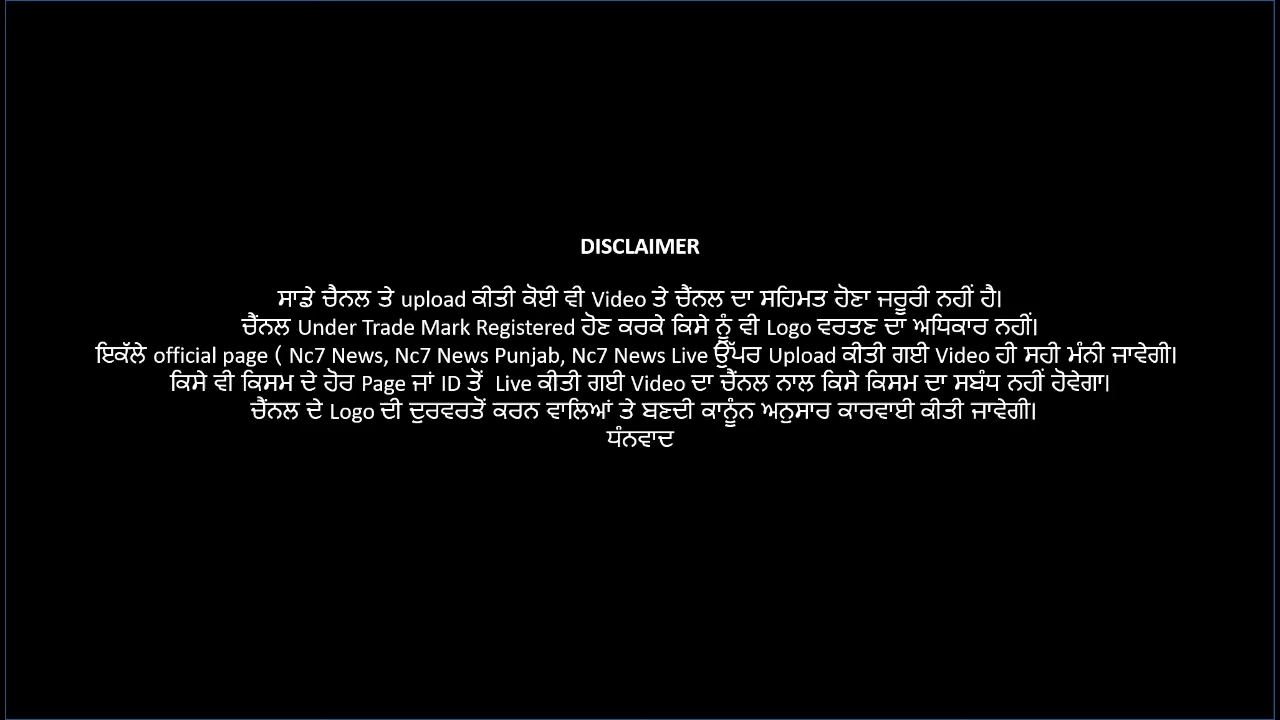 DISCLAIMER
ਸਾਡੇ ਚੈਨਲ ਤੇ upload ਕੀਤੀ ਕੋਈ ਵੀ Video ਤੇ ਚੈੱਨਲ ਦਾ ਸਹਿਮਤ ਹੋਣਾ ਜਰੂਰੀ ਨਹੀਂ ਹੈ।
ਚੈੱਨਲ Under Trade Mark Registered ਹੋਣ ਕਰਕੇ ਕਿਸੇ ਨੂੰ ਵੀ Logo ਵਰਤਣ ਦਾ ਅਧਿਕਾਰ ਨਹੀਂ।
ਇਕੱਲੇ official page ( Nc7 News, Nc7 News Punjab, Nc7 News Live ਉੱਪਰ Upload ਕੀਤੀ ਗਈ Video ਹੀ ਸਹੀ ਮੰਨੀ ਜਾਵੇਗੀ।
ਕਿਸੇ ਵੀ ਕਿਸਮ ਦੇ ਹੋਰ Page ਜਾਂ ID ਤੋਂ Live ਕੀਤੀ ਗਈ Video ਦਾ ਚੈੱਨਲ ਨਾਲ ਕਿਸੇ ਕਿਸਮ ਦਾ ਸਬੰਧ ਨਹੀਂ ਹੋਵੇਗਾ।
ਚੈੱਨਲ ਦੇ Logo ਦੀ ਦੁਰਵਰਤੋਂ ਕਰਨ ਵਾਲਿਆਂ ਤੇ ਬਣਦੀ ਕਾਨੂੰਨ ਅਨੁਸਾਰ ਕਾਰਵਾਈ ਕੀਤੀ ਜਾਵੇਗੀ।
ਧੰਨਵਾਦ